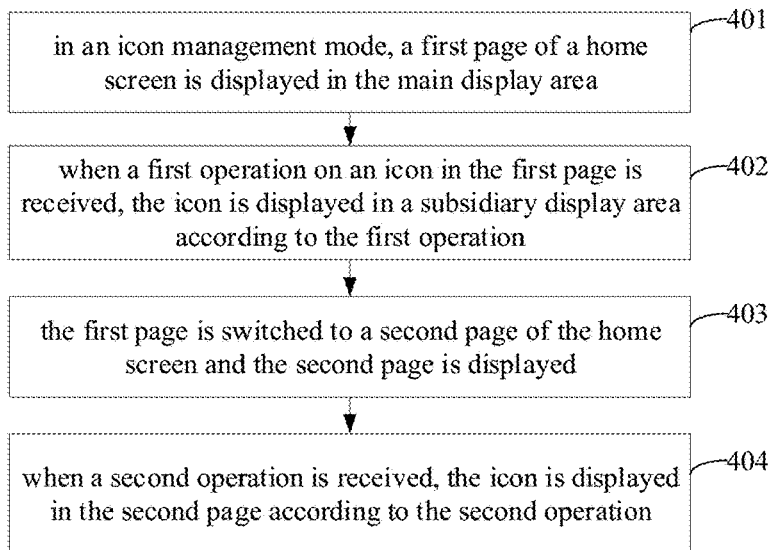 401
in an icon management mode, a first page of a home
screen is displayed in the main display area
402
when a first operation on an icon in the first page is
received, the icon is displayed in a subsidiary display area
according to the first operation
403
the first page is switched to a second page of the home
screen and the second page is displayed
404
when a second operation is received, the icon is displayed
in the second page according to the second operation